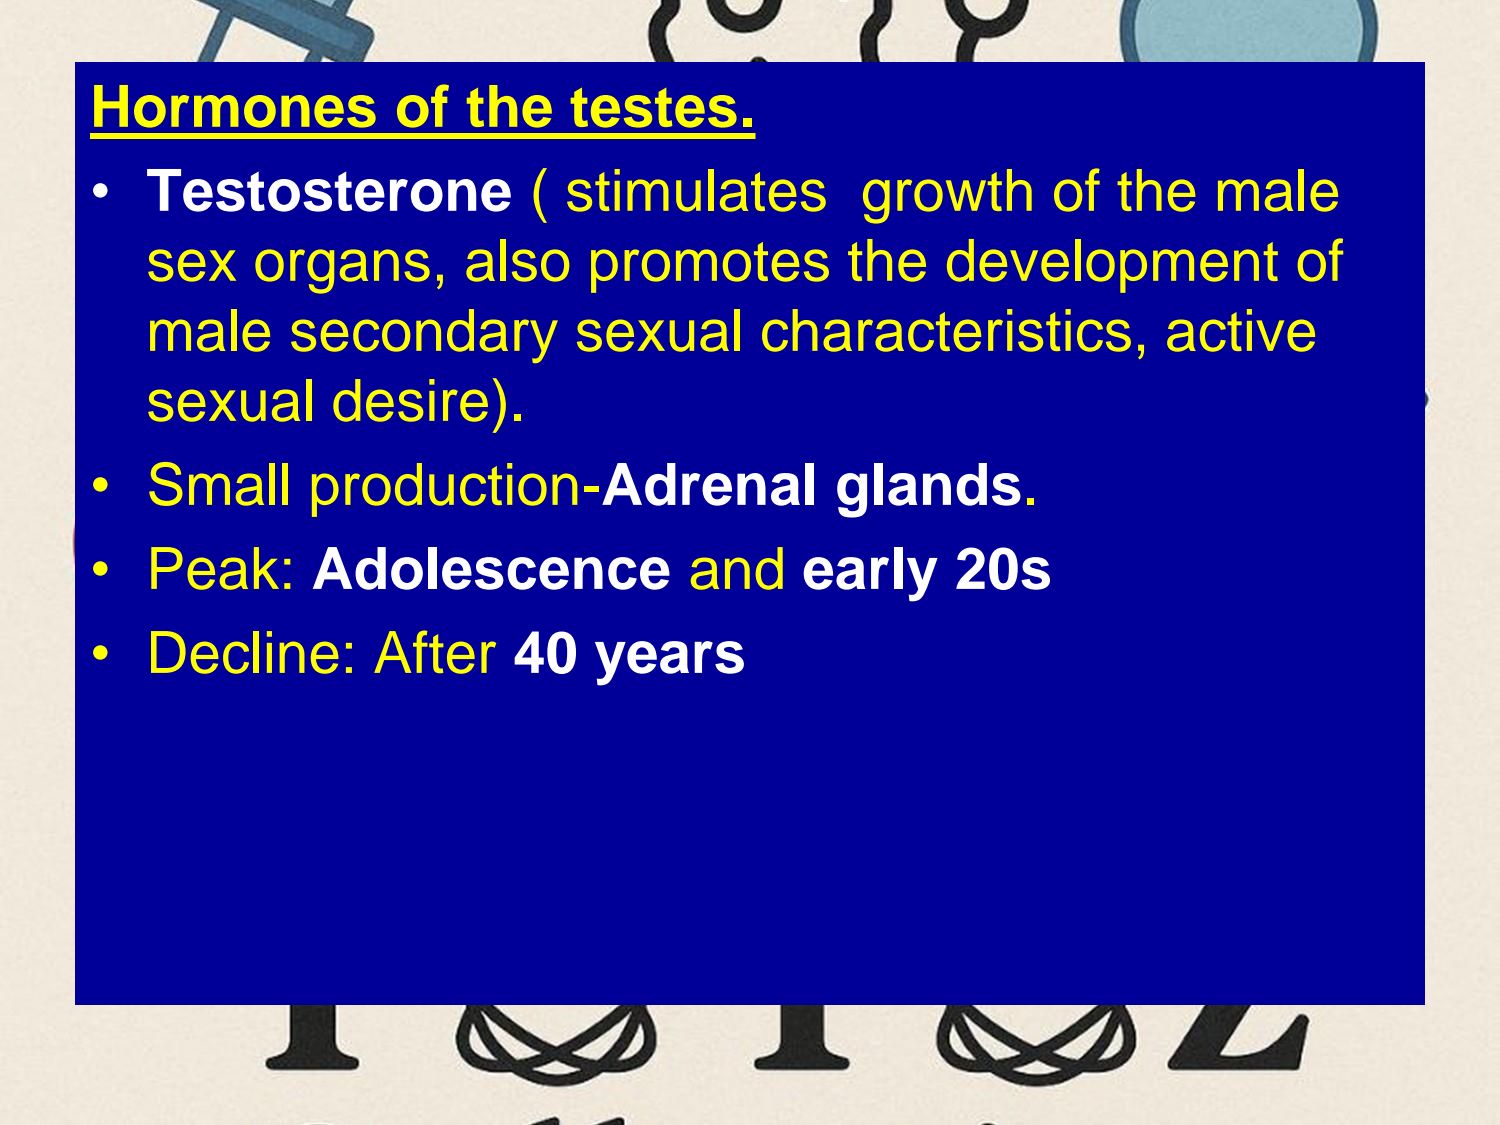 Hormones of the testes.
• Testosterone ( stimulates  growth of the male
sex organs, also promotes the development of
male secondary sexual characteristics, active
sexual desire).
• Small production-Adrenal glands.
• Peak: Adolescence and early 20s
• Decline: After 40 years